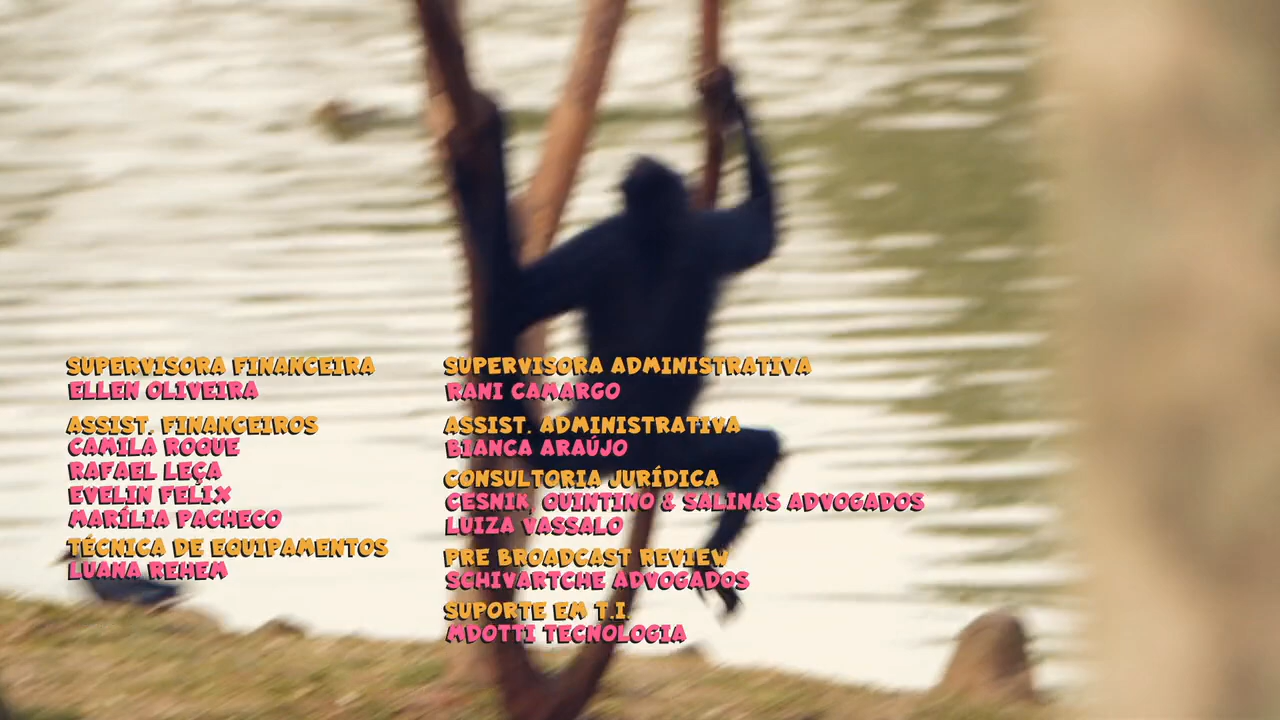 SUPERVISORA FINANCEIRA
ELLEN OLIVEIRA
ASSIST. FINANCEIROS
CAMILA ROQUE
RAFAEL LEÇA
EVELIN FELIX
MARÍLIA PACHECO
TÉCNICA DE EQUIPAMENTOS
LUANA REHEM
SUPERVISORA ADMINISTRATIVA
RANI CAMARGO
ASSIST. ADMINISTRATIVA
BIANCA ARAÚJO
CONSULTORIA JURÍDICA
CESNIK, QUINTINO & SALINAS ADVOGADOS
LUIZA VASSALO
PRE BROADCAST REVIEW
SCHIVARTCHE ADVOGADOS
SUPORTE EM T.I.
MDOTTI TECNOLOGIA